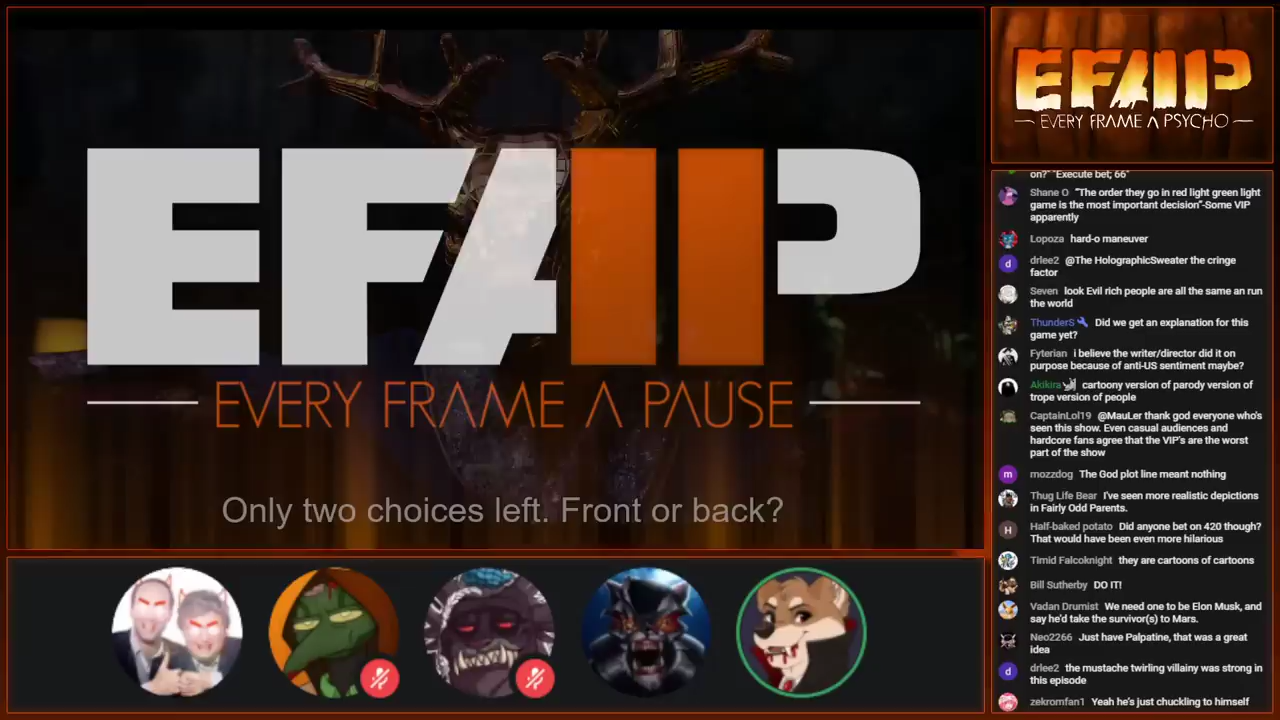 EFAP
EVERY FRAME A PAUSE
Only two choices left. Front or back?
EFAP
EVERY FRAME A PSYCHO
on?" "Execute bet; 66"
Shane O "The order they go in red light green light
game is the most important decision"-Some VIP
apparently
Lopoza hard-o maneuver
d
drlee2 @The HolographicSweater the cringe
factor
Seven look Evil rich people are all the same an run
the world
ThunderS Did we get an explanation for this
game yet?
Fyterian i believe the writer/director did it on
purpose because of anti-US sentiment maybe?
Akikira cartoony version of parody version of
trope version of people
CaptainLol19 @MauLer thank god everyone who's
seen this show. Even casual audiences and
hardcore fans agree that the VIP's are the worst
part of the show
m
mozzdog The God plot line meant nothing
Thug Life Bear I've seen more realistic depictions
in Fairly Odd Parents.
H
Half-baked potato Did anyone bet on 420 though?
That would have been even more hilarious
Timid Falcoknight they are cartoons of cartoons
Bill Sutherby DO IT!
Vadan Drumist We need one to be Elon Musk, and
say he'd take the survivor(s) to Mars.
Neo2266 Just have Palpatine, that was a great
idea
d
drlee2 the mustache twirling villainy was strong in
this episode
zekromfan1 Yeah he's just chuckling to himself